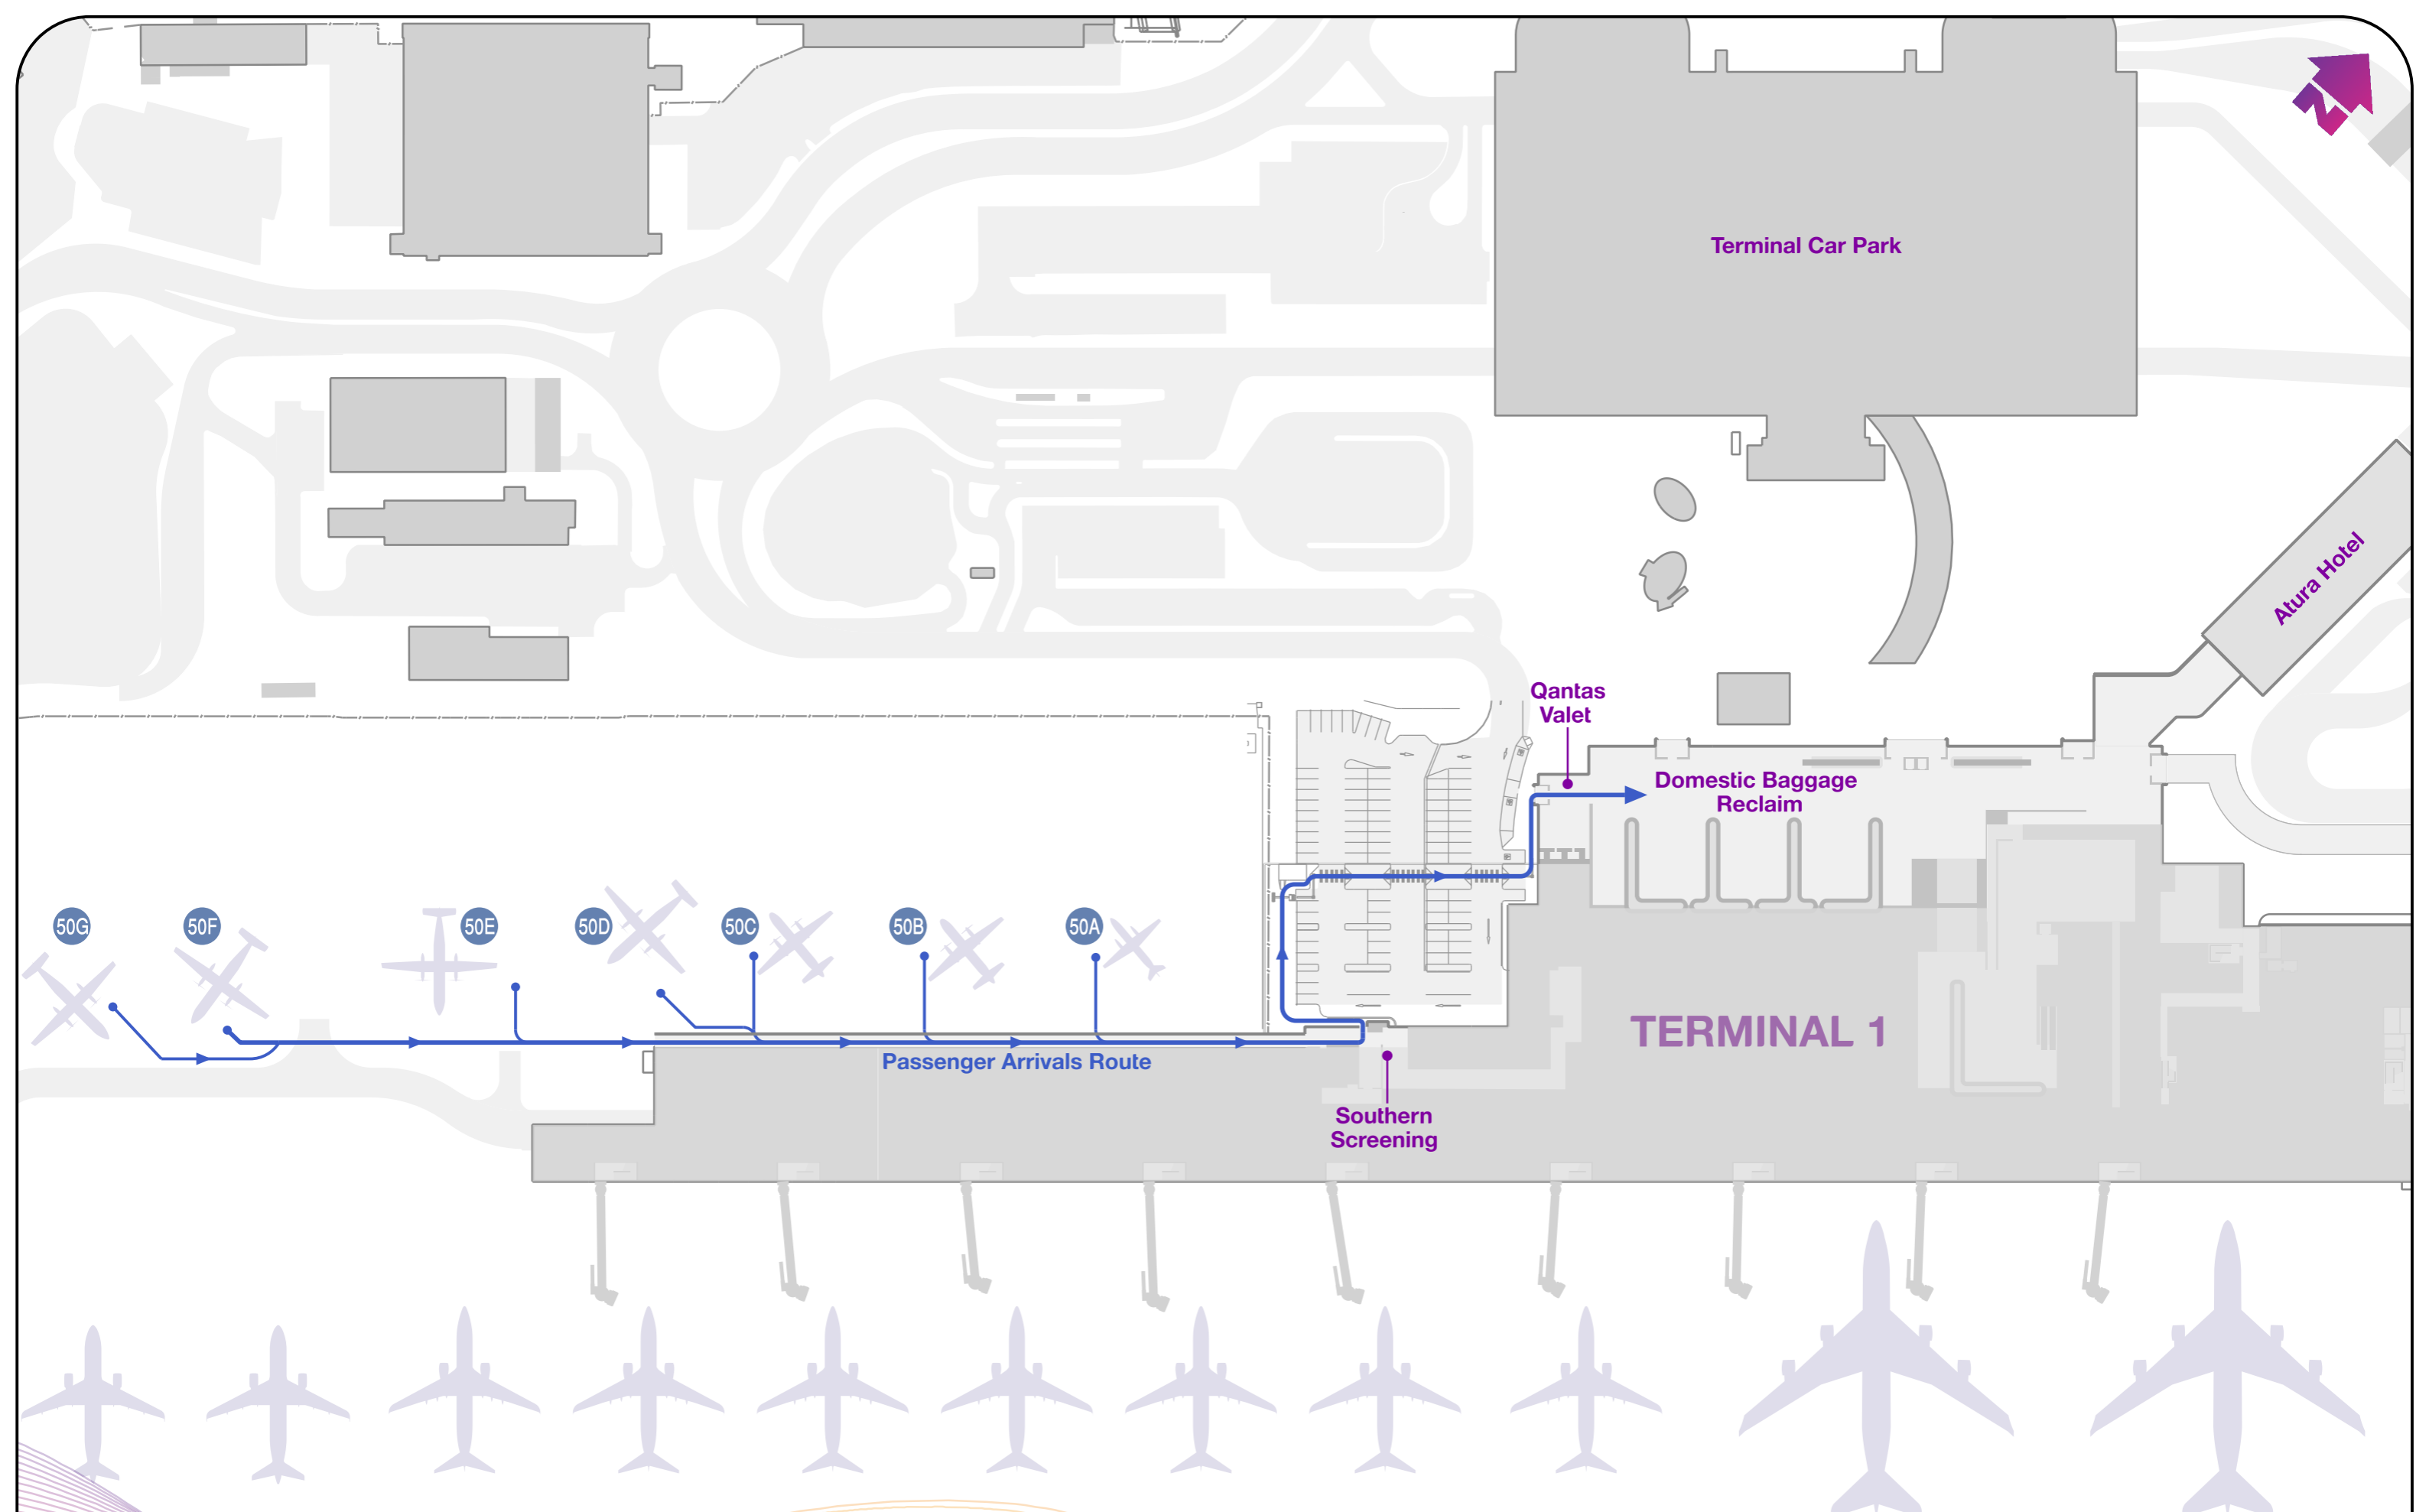 N
Terminal Car Park
Atura Hotel
Qantas
Valet
Domestic Baggage
Reclaim
50G
50F
50E
50D
50C
50B
50A
TERMINAL 1
Passenger Arrivals Route
Southern
Screening